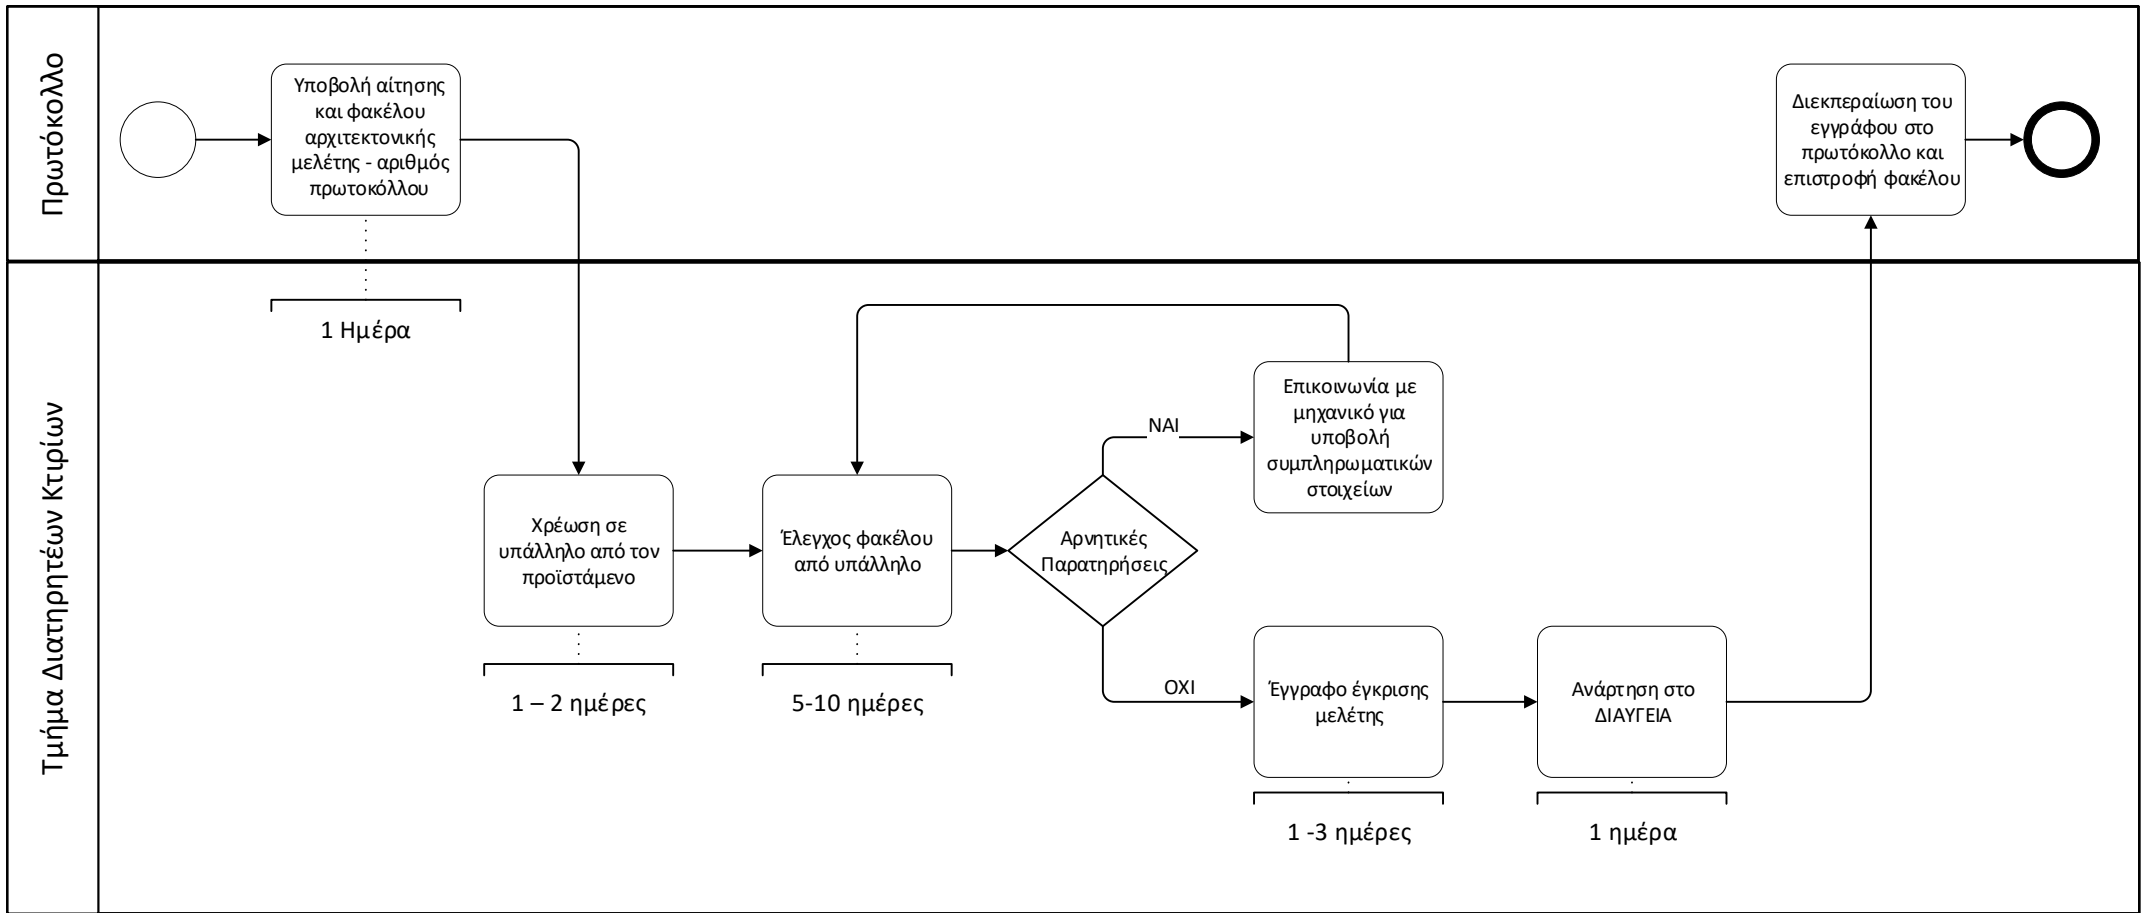 Πρωτόκολλο
Υποβολή αίτησης
και φακέλου
αρχιτεκτονικής
μελέτης - αριθμός
πρωτοκόλλου
1 Ημέρα
Διεκπεραίωση του
εγγράφου στο
πρωτόκολλο και
επιστροφή φακέλου
Τμήμα Διατηρητέων Κτιρίων
Χρέωση σε
υπάλληλο από τον
προϊστάμενο
1 – 2 ημέρες
Έλεγχος φακέλου
από υπάλληλο
5-10 ημέρες
Αρνητικές
Παρατηρήσεις
ΝΑΙ
Επικοινωνία με
μηχανικό για
υποβολή
συμπληρωματικών
στοιχείων
ΟΧΙ
Έγγραφο έγκρισης
μελέτης
1 -3 ημέρες
Ανάρτηση στο
ΔΙΑΥΓΕΙΑ
1 ημέρα